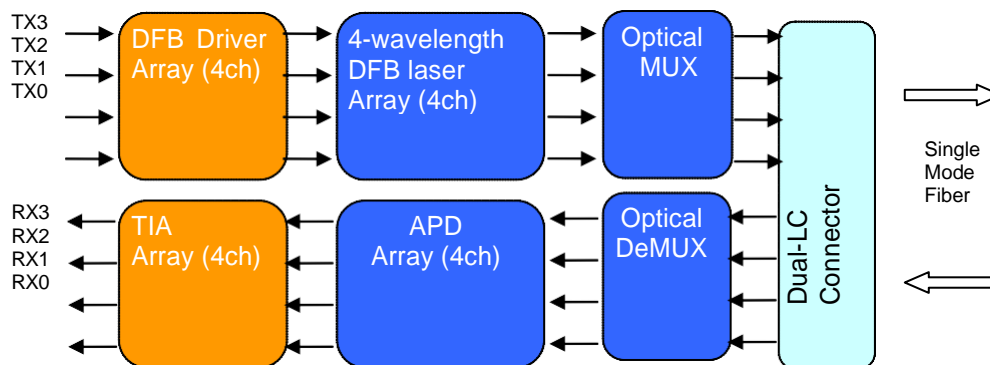 TX3
TX2
TX1
TX0
DFB Driver
Array (4ch)
4-wavelength
DFB laser
Array (4ch)
Optical
MUX
Single
Mode
Fiber
RX3
RX2
RX1
RX0
TIA
Array (4ch)
APD
Array (4ch)
Optical
DeMUX
Dual-LC
Connector